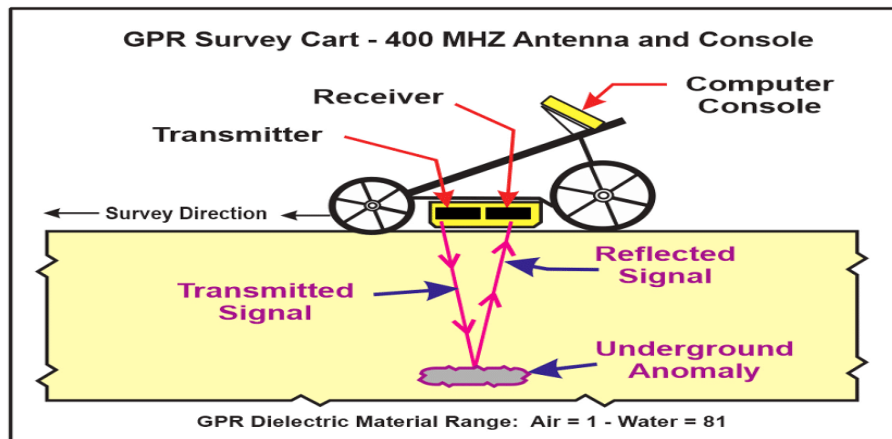 GPR Survey Cart - 400 MHZ Antenna and Console
Computer
Console
Receiver
Transmitter
Survey Direction
Reflected
Signal
Transmitted
Signal
Underground
Anomaly
GPR Dielectric Material Range: Air = 1 - Water = 81